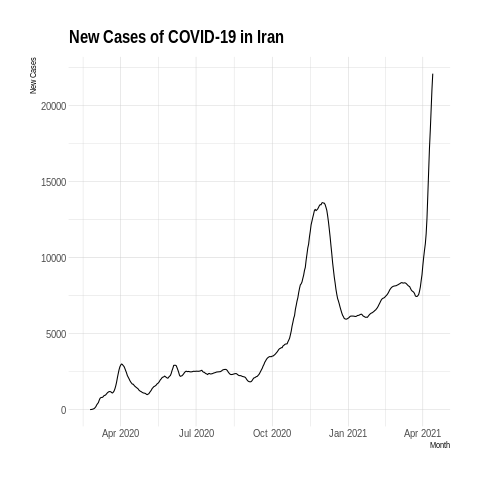 New Cases of COVID-19 in Iran
New Cases
20000
15000
10000
5000
0
Apr 2020 Jul 2020 Oct 2020 Jan 2021 Apr 2021
Month